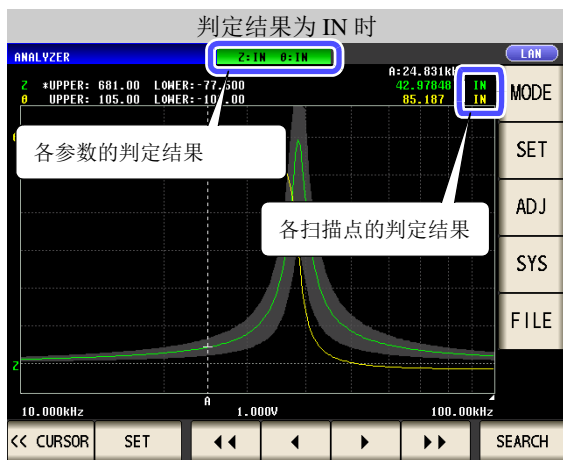 判定结果为 IN 时
ANALYZER
Z:IN θ:IN
LAN
A:24.831k
Z *UPPER: 681.00 LOWER:-77.500
42.97848 IN
θ UPPER: 105.00 LOWER:-10 .00
85.187 IN
MODE
各参数的判定结果
SET
ADJ
各扫描点的判定结果
SYS
FILE
Z
A
10.000kHz 1.000V 100.00kHz
<< CURSOR SET ◄◄ ◄ ► ►► SEARCH